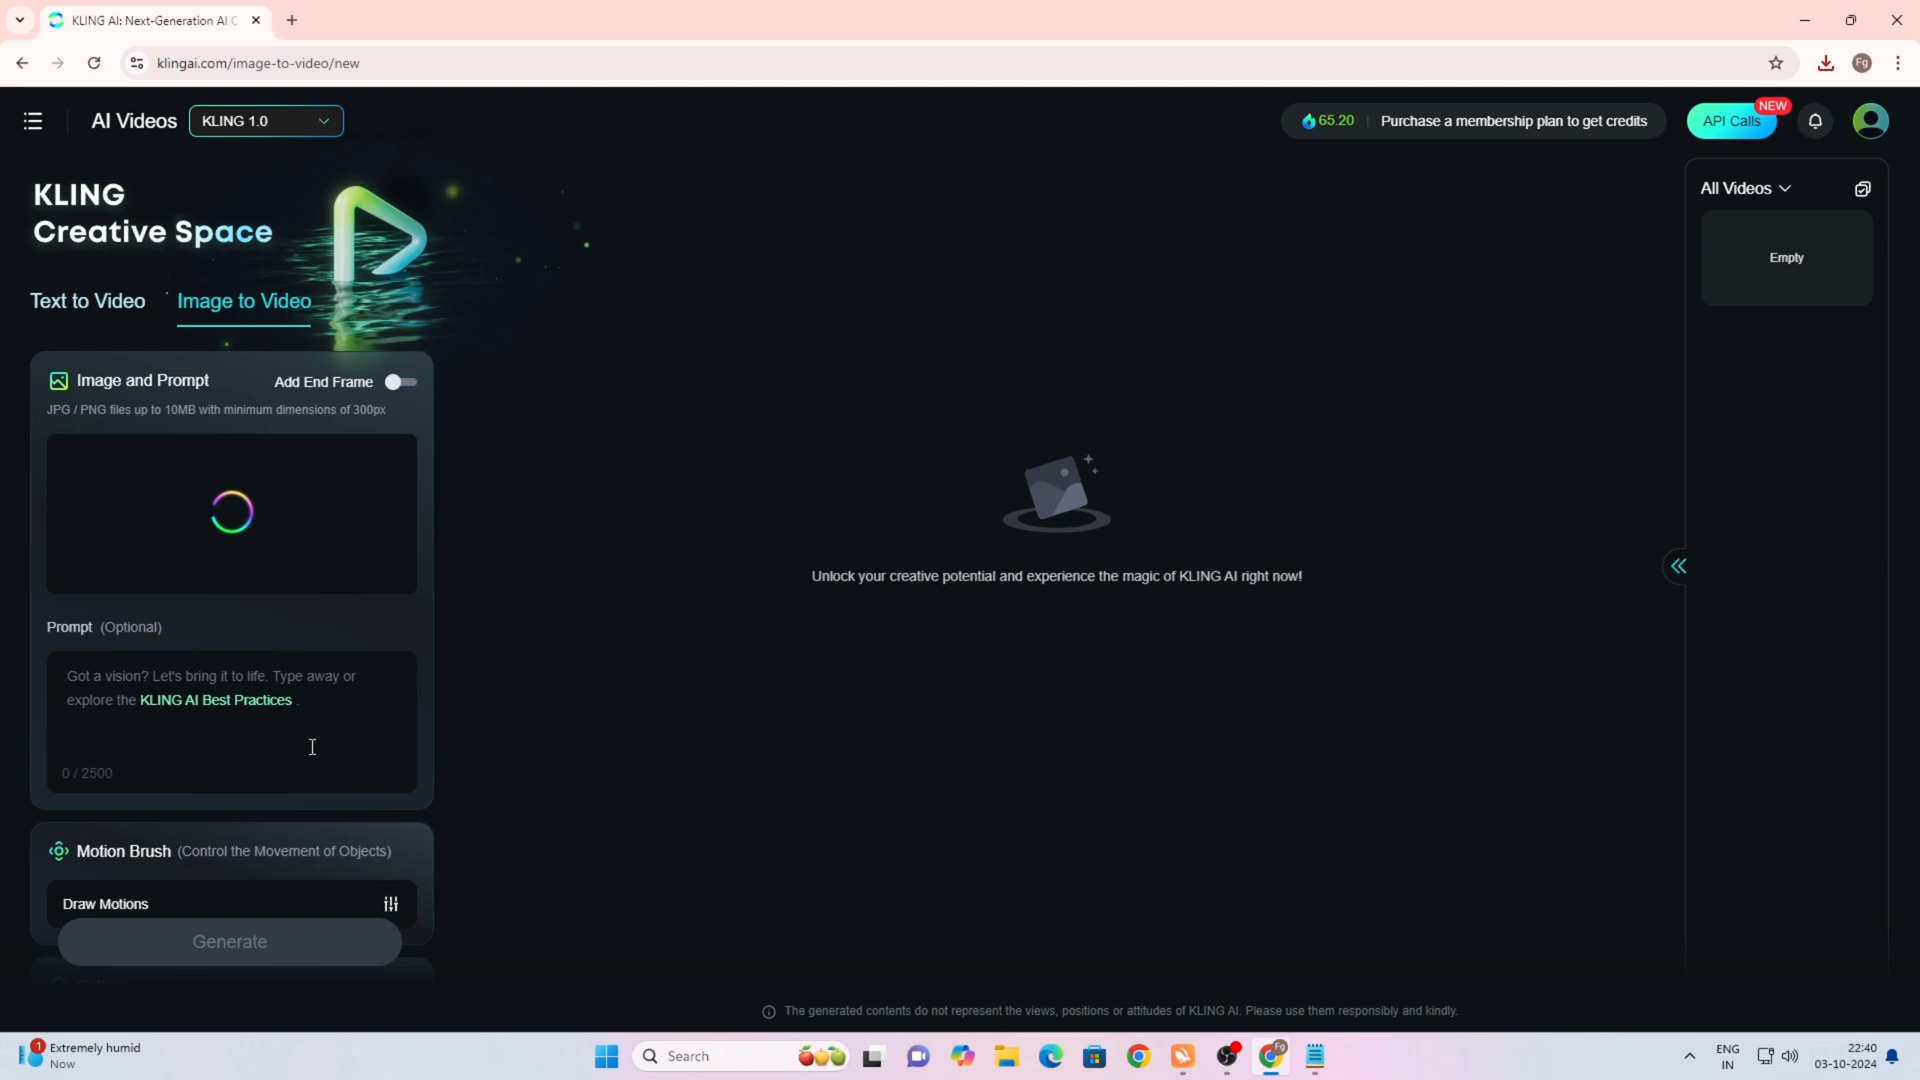 KLING AI: Next-Generation AI C
klingai.com/image-to-video/new
Fg
AI Videos
KLING 1.0
65.20
Purchase a membership plan to get credits
API Calls
NEW
KLING
Creative Space
Text to Video
Image to Video
Image and Prompt
Add End Frame
JPG / PNG files up to 10MB with minimum dimensions of 300px
Prompt (Optional)
Got a vision? Let's bring it to life. Type away or
explore the KLING AI Best Practices .
0 / 2500
Motion Brush (Control the Movement of Objects)
Draw Motions
Generate
Unlock your creative potential and experience the magic of KLING AI right now!
All Videos
Empty
The generated contents do not represent the views, positions or attitudes of KLING AI. Please use them responsibly and kindly.
1
Extremely humid
Now
Search
Fg
ENG
IN
22:40
03-10-2024